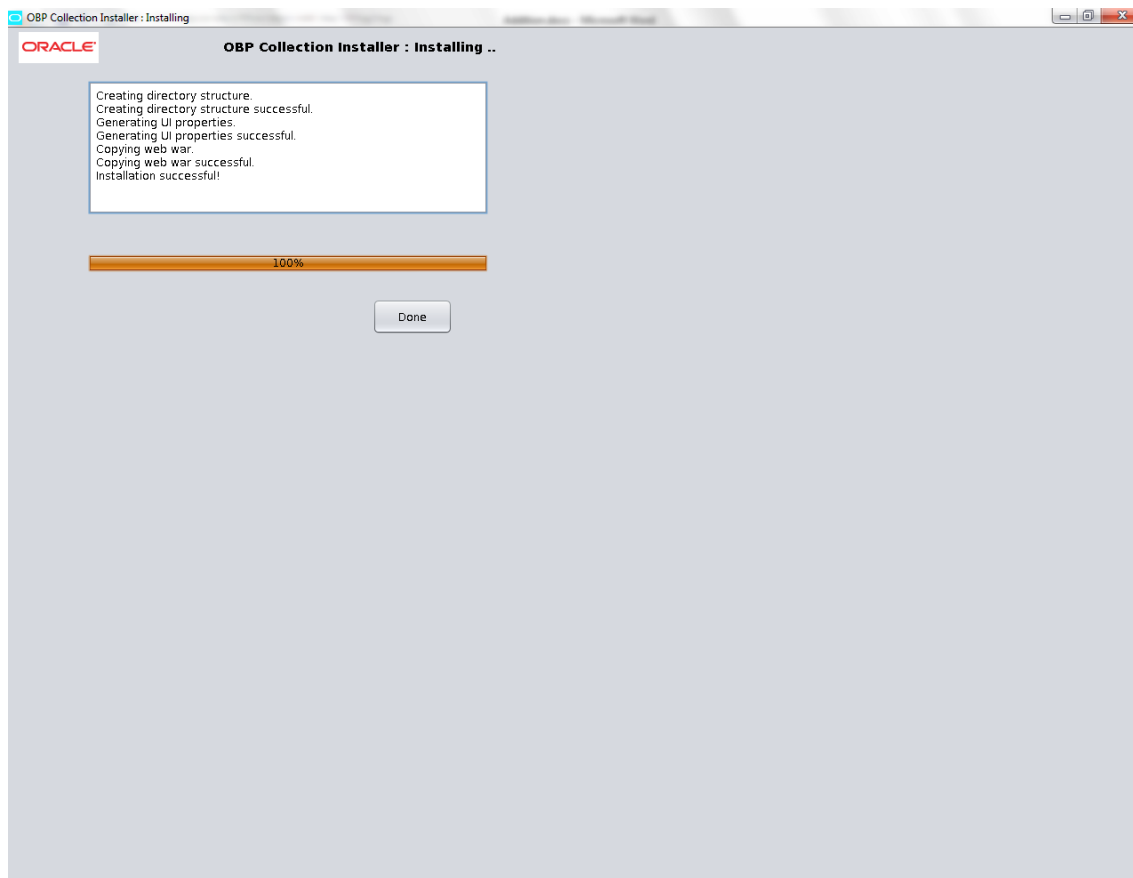 OBP Collection Installer : Installing
ORACLE
OBP Collection Installer : Installing ..
Creating directory structure.
Creating directory structure successful.
Generating UI properties.
Generating UI properties successful.
Copying web war.
Copying web war successful.
Installation successful!
100%
Done